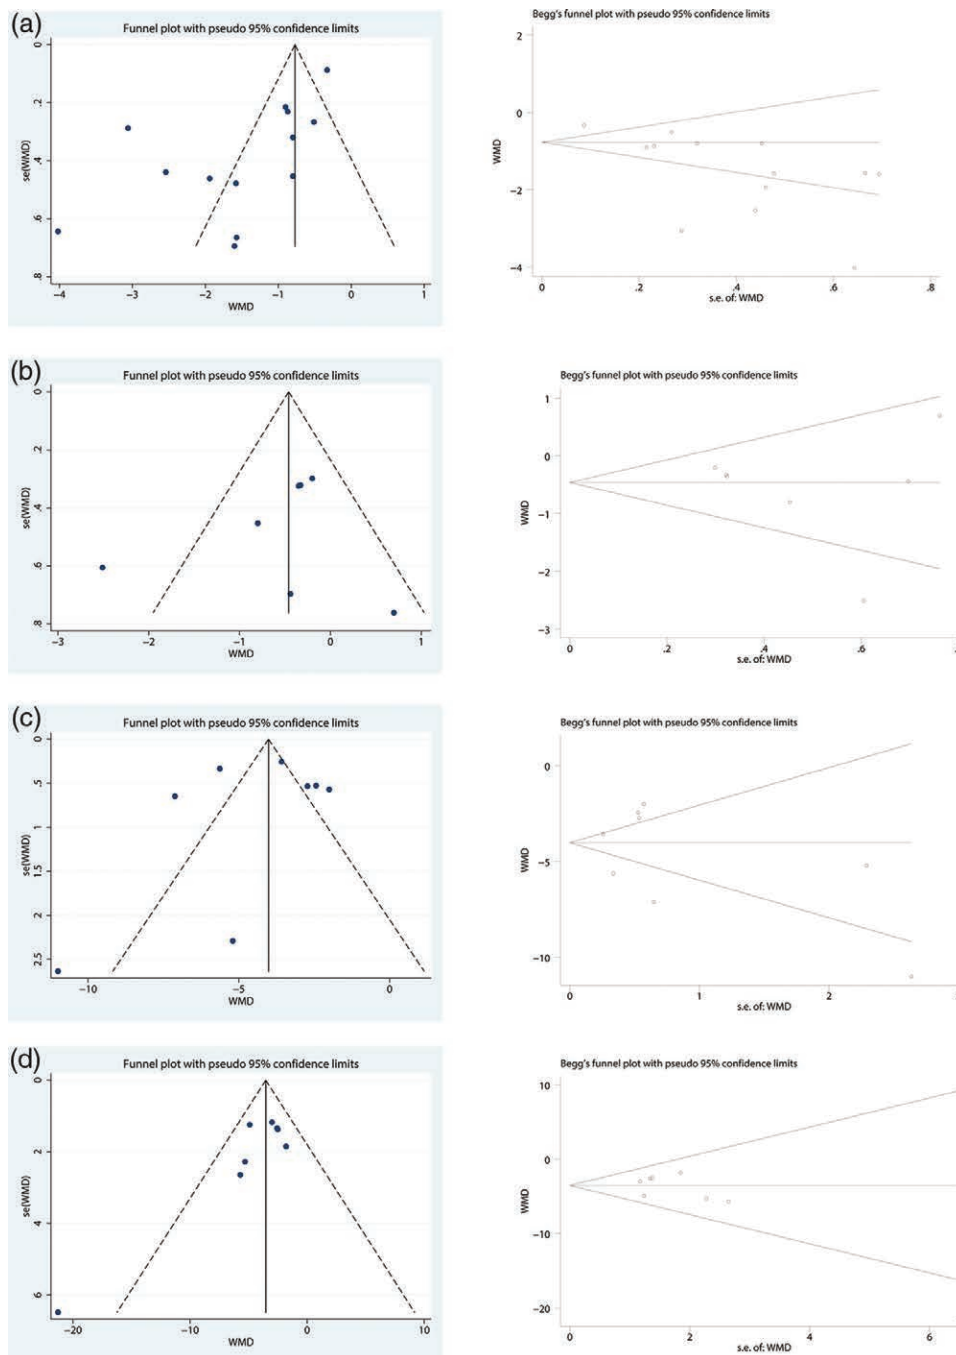 (a)
Funnel plot with pseudo 95% confidence limits
0
.2
.4
.6
.8
se(WMD)
-4 -3 -2 -1 0 1
WMD
Begg's funnel plot with pseudo 95% confidence limits
2
0
-2
-4
WMD
0 .2 .4 .6 .8
s.e. of: WMD
(b)
Funnel plot with pseudo 95% confidence limits
0
.2
.4
.6
.8
se(WMD)
-3 -2 -1 0 1
WMD
Begg's funnel plot with pseudo 95% confidence limits
1
0
-1
-2
-3
WMD
0 .2 .4 .6
s.e. of: WMD
(c)
Funnel plot with pseudo 95% confidence limits
0
.5
1
1.5
2
2.5
se(WMD)
-10 -5 0
WMD
Begg's funnel plot with pseudo 95% confidence limits
0
-5
-10
WMD
0 1 2
s.e. of: WMD
(d)
Funnel plot with pseudo 95% confidence limits
0
2
4
6
se(WMD)
-20 -10 0 10
WMD
Begg's funnel plot with pseudo 95% confidence limits
10
0
-10
-20
WMD
0 2 4 6
s.e. of: WMD